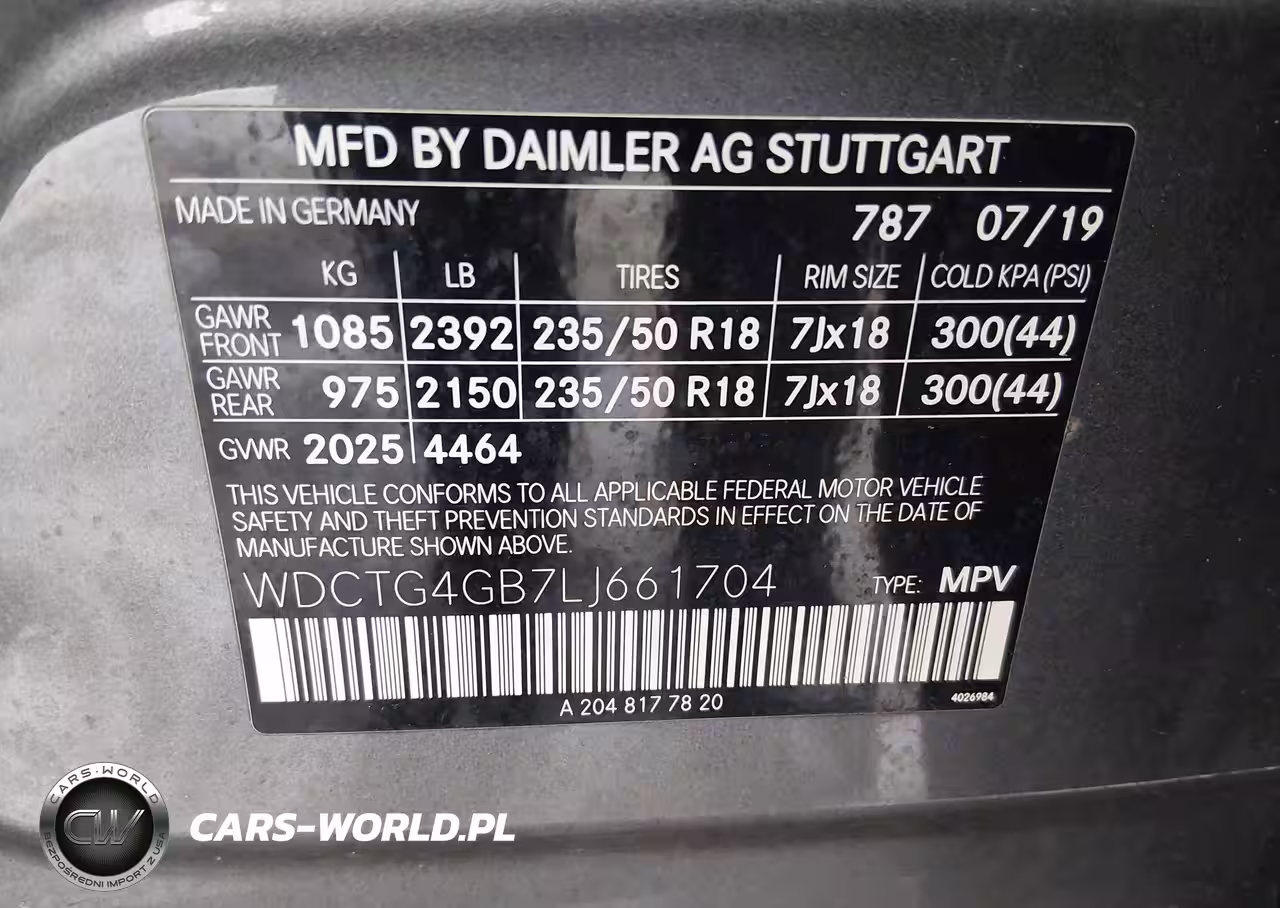 MFD BY DAIMLER AG STUTTGART
MADE IN GERMANY 787 07/19
KG LB TIRES RIM SIZE COLD KPA (PSI)
GAWR FRONT 1085 2392 235/50 R18 7Jx18 300(44)
GAWR REAR 975 2150 235/50 R18 7Jx18 300(44)
GVWR 2025 4464
THIS VEHICLE CONFORMS TO ALL APPLICABLE FEDERAL MOTOR VEHICLE
SAFETY AND THEFT PREVENTION STANDARDS IN EFFECT ON THE DATE OF
MANUFACTURE SHOWN ABOVE.
WDCTG4GB7LJ661704 TYPE: MPV
A 204 817 78 20 4026984
CARS-WORLD
CW
BEZPOŚREDNI IMPORT Z USA
CARS-WORLD.PL